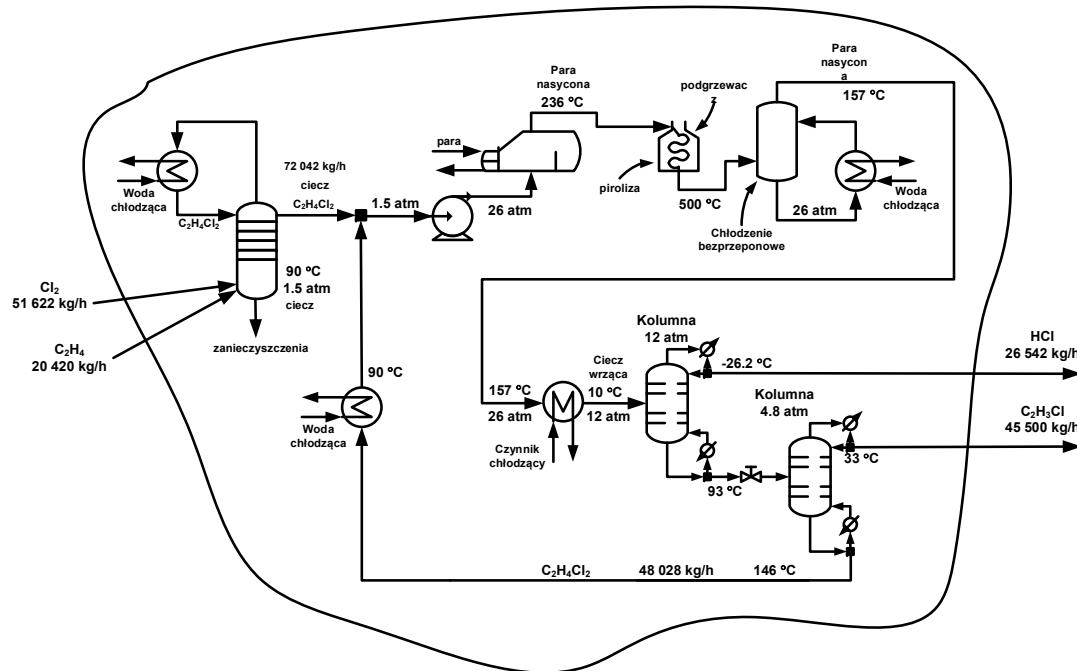 Para
nasycona
236 ºC
podgrzewac
z
Para
nasycon
a
157 ºC
para
piroliza
500 ºC
Chłodzenie
bezprzeponowe
26 atm
Woda
chłodząca
Woda
chłodząca
C₂H₄Cl₂
72 042 kg/h
ciecz
C₂H₄Cl₂
1.5 atm
26 atm
90 ºC
1.5 atm
ciecz
Cl₂
51 622 kg/h
C₂H₄
20 420 kg/h
zanieczyszczenia
90 ºC
Woda
chłodząca
157 ºC
26 atm
Czynnik
chłodzący
Ciecz
wrząca
10 ºC
12 atm
Kolumna
12 atm
-26.2 ºC
HCl
26 542 kg/h
Kolumna
4.8 atm
C₂H₃Cl
45 500 kg/h
33 ºC
93 ºC
C₂H₄Cl₂ 48 028 kg/h 146 ºC